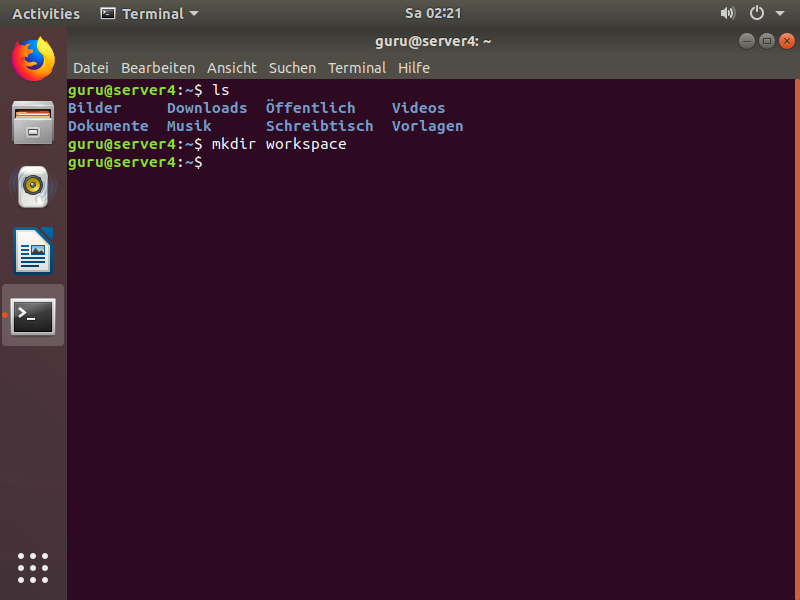 Activities Terminal Sa 02:21
guru@server4: ~
Datei Bearbeiten Ansicht Suchen Terminal Hilfe
guru@server4:~$ ls
Bilder Downloads Öffentlich Videos
Dokumente Musik Schreibtisch Vorlagen
guru@server4:~$ mkdir workspace
guru@server4:~$